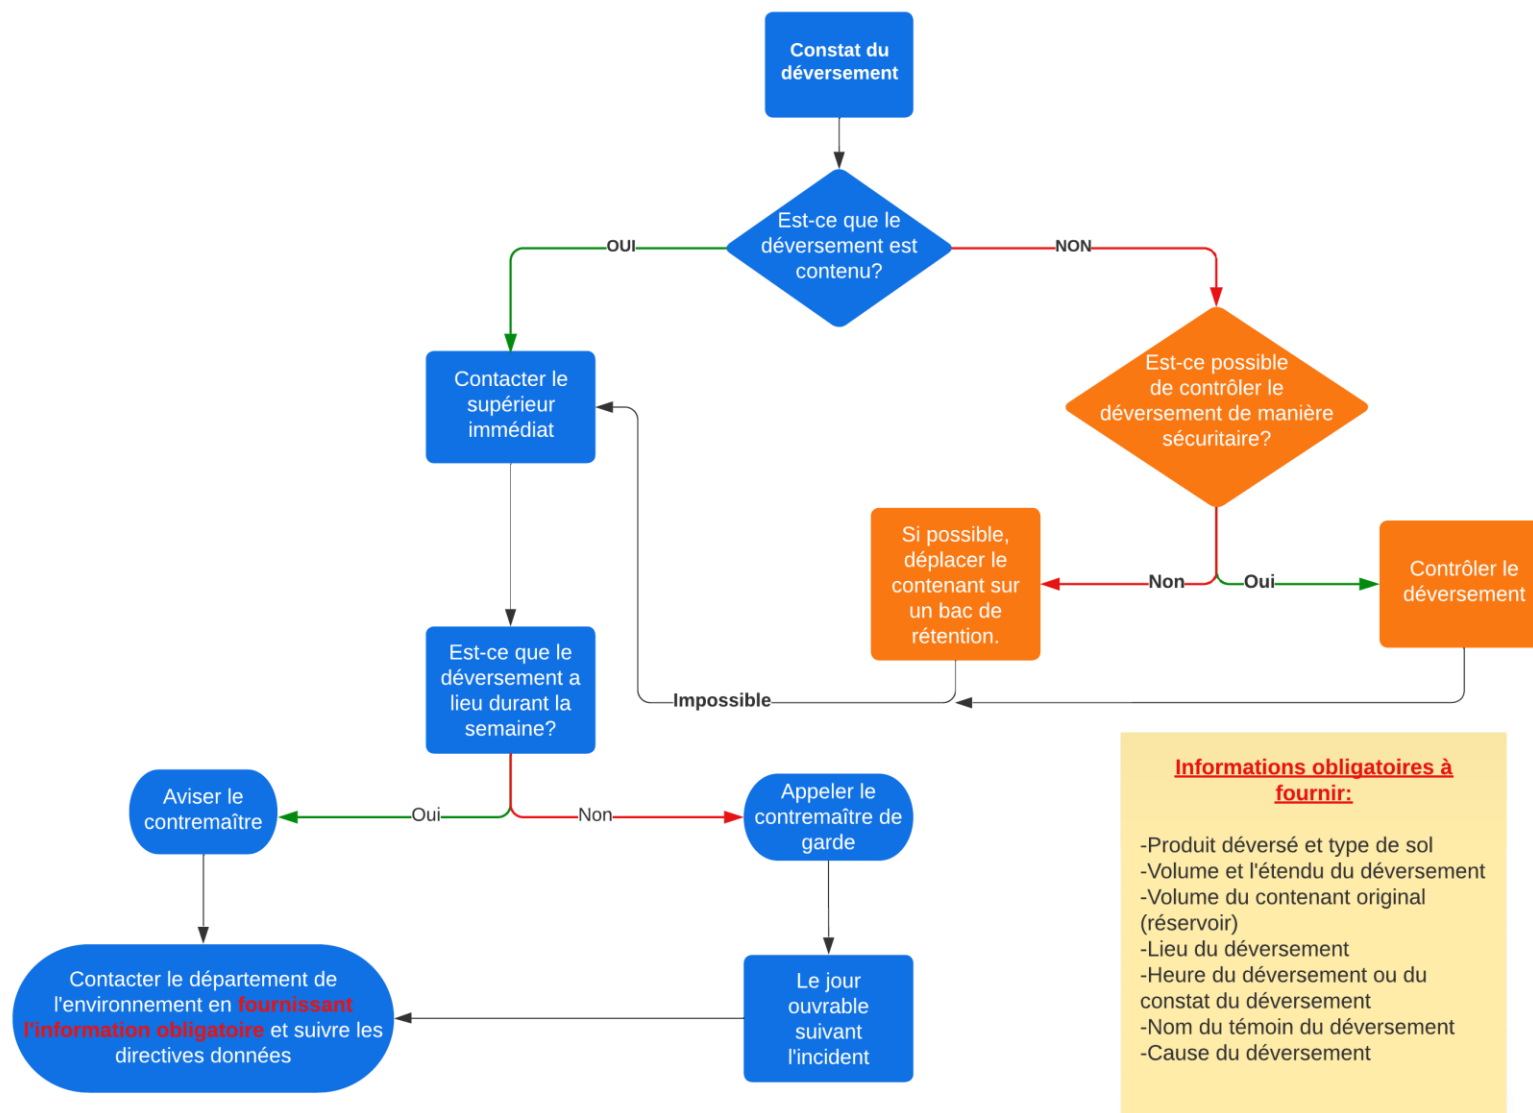 Constat du
déversement
Est-ce que le
déversement est
contenu?
OUI
NON
Contacter le
supérieur
immédiat
Est-ce possible
de contrôler le
déversement de manière
sécuritaire?
Si possible,
déplacer le
contenant sur
un bac de
rétention.
Non
Oui
Contrôler le
déversement
Impossible
Est-ce que le
déversement a
lieu durant la
semaine?
Aviser le
contremaître
Oui
Non
Appeler le
contremaître de
garde
Contacter le département de
l'environnement en fournissant
l'information obligatoire et suivre les
directives données
Le jour
ouvrable
suivant
l'incident
Informations obligatoires à
fournir:
-Produit déversé et type de sol
-Volume et l'étendu du déversement
-Volume du contenant original
(réservoir)
-Lieu du déversement
-Heure du déversement ou du
constat du déversement
-Nom du témoin du déversement
-Cause du déversement